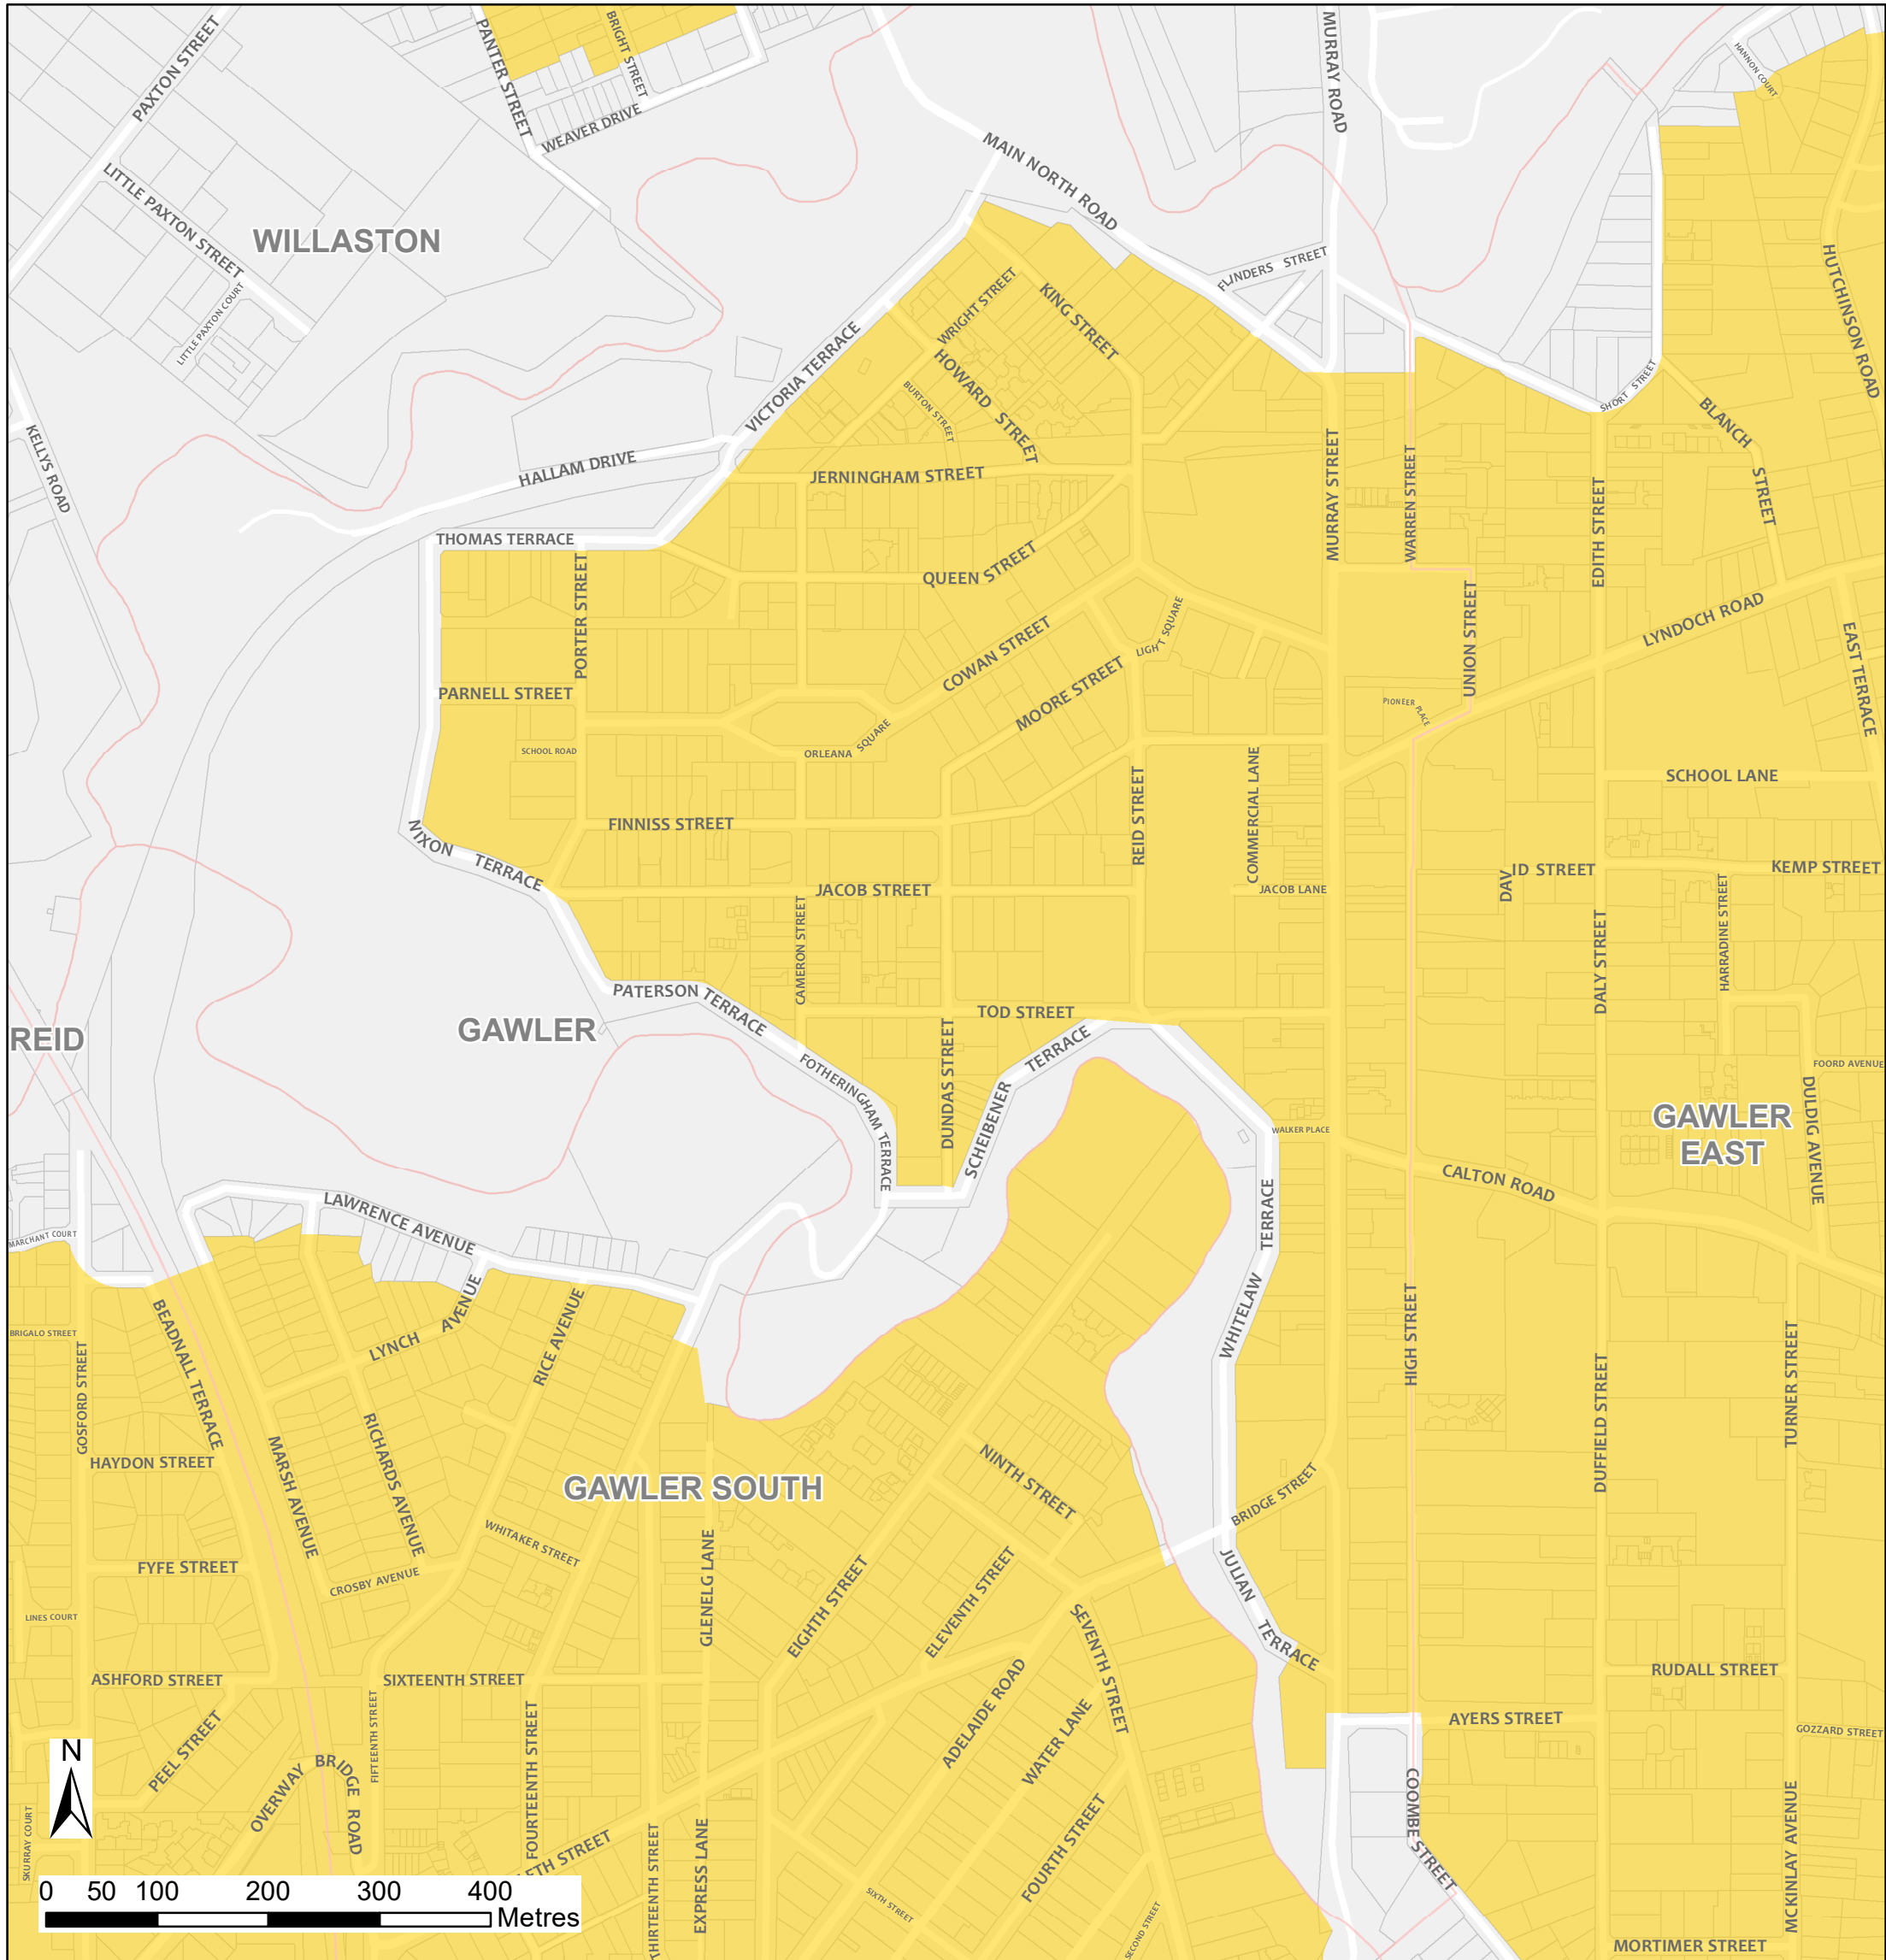 PAXTON STREET
PANTER STREET
BRIGHT STREET
WEAVER DRIVE
MURRAY ROAD
HANNON COURT
MAIN NORTH ROAD
LITTLE PAXTON STREET
WILLASTON
LITTLE PAXTON COURT
FLINDERS STREET
HUTCHINSON ROAD
WRIGHT STREET
KING STREET
VICTORIA TERRACE
HOWARD STREET
BURTON STREET
SHORT STREET
BLANCH STREET
KELLYS ROAD
HALLAM DRIVE
JERNINGHAM STREET
MURRAY STREET
WARREN STREET
EDITH STREET
THOMAS TERRACE
PORTER STREET
QUEEN STREET
UNION STREET
LYNDOCH ROAD
EAST TERRACE
COWAN STREET
LIGHT SQUARE
MOORE STREET
PARNELL STREET
PIONEER PLACE
SCHOOL ROAD
ORLEANA SQUARE
REID STREET
COMMERCIAL LANE
SCHOOL LANE
NIXON TERRACE
FINNISS STREET
DAVID STREET
KEMP STREET
JACOB STREET
JACOB LANE
HARRADINE STREET
CAMERON STREET
DALY STREET
PATERSON TERRACE
TOD STREET
REID
GAWLER
FOTHERINGHAM TERRACE
DUNDAS STREET
SCHEIBENER TERRACE
FOORD AVENUE
DULDIG AVENUE
GAWLER
EAST
WALKER PLACE
CALTON ROAD
LAWRENCE AVENUE
MARCHANT COURT
WHITELAW TERRACE
BRIGALO STREET
BEADNALL TERRACE
LYNCH AVENUE
RICE AVENUE
HIGH STREET
GOSFORD STREET
DUFFIELD STREET
TURNER STREET
HAYDON STREET
MARSH AVENUE
RICHARDS AVENUE
GAWLER SOUTH
NINTH STREET
BRIDGE STREET
WHITAKER STREET
FYFE STREET
CROSBY AVENUE
GLENELG LANE
EIGHTH STREET
ELEVENTH STREET
JULIAN TERRACE
LINES COURT
SEVENTH STREET
ASHFORD STREET
SIXTEENTH STREET
RUDALL STREET
ADELAIDE ROAD
WATER LANE
AYERS STREET
GOZZARD STREET
PEEL STREET
FIFTEENTH STREET
FOURTEENTH STREET
OVERWAY BRIDGE ROAD
N
SKURRAY COURT
ETH STREET
THIRTEENTH STREET
EXPRESS LANE
FOURTH STREET
COOMBE STREET
MCKINLAY AVENUE
SIXTH STREET
SECOND STREET
MORTIMER STREET
0 50 100 200 300 400
Metres